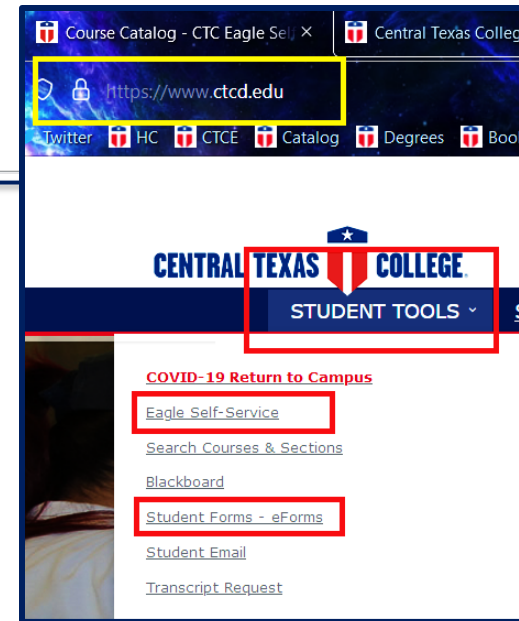 Course Catalog - CTC Eagle Sel
Central Texas Colleg
https://www.ctcd.edu
Twitter HC CTCE Catalog Degrees Bool
CENTRAL TEXAS COLLEGE
STUDENT TOOLS
COVID-19 Return to Campus
Eagle Self-Service
Search Courses & Sections
Blackboard
Student Forms - eForms
Student Email
Transcript Request